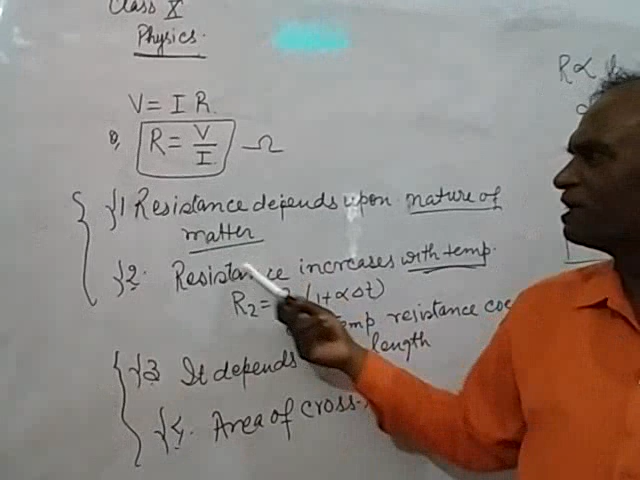 Class X
Physics.
V = I R
R = V/I Ω
1 Resistance depends upon nature of
matter
2. Resistance increases with temp.
R2 = (1+αΔt)
temp resistance
3 It depends length
4. Area of cross-
R∝